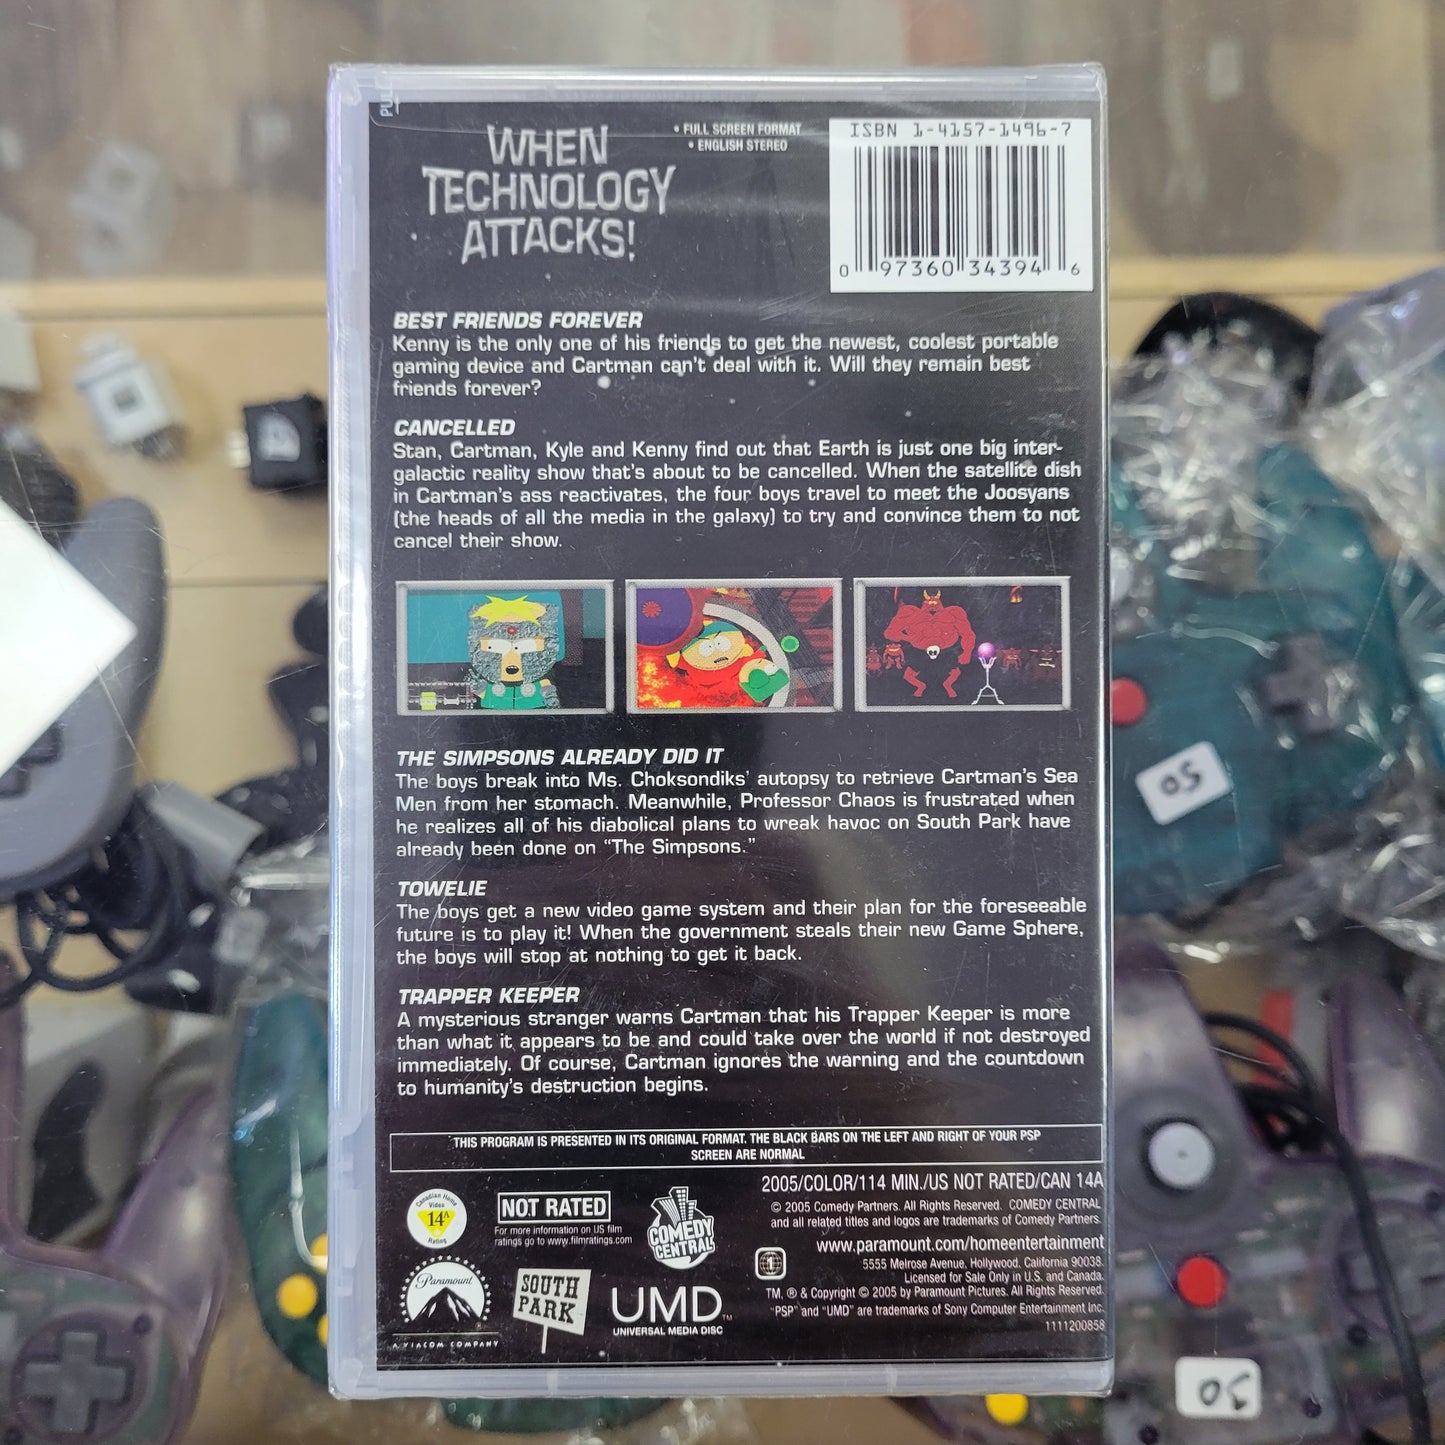 PULL
WHEN
TECHNOLOGY
ATTACKS!
• FULL SCREEN FORMAT
• ENGLISH STEREO
ISBN 1-4157-1496-7
0 97360 34394 6
BEST FRIENDS FOREVER
Kenny is the only one of his friends to get the newest, coolest portable
gaming device and Cartman can't deal with it. Will they remain best
friends forever?
CANCELLED
Stan, Cartman, Kyle and Kenny find out that Earth is just one big inter-
galactic reality show that's about to be cancelled. When the satellite dish
in Cartman's ass reactivates, the four boys travel to meet the Joosyans
(the heads of all the media in the galaxy) to try and convince them to not
cancel their show.
THE SIMPSONS ALREADY DID IT
The boys break into Ms. Choksondiks' autopsy to retrieve Cartman's Sea
Men from her stomach. Meanwhile, Professor Chaos is frustrated when
he realizes all of his diabolical plans to wreak havoc on South Park have
already been done on "The Simpsons."
TOWELIE
The boys get a new video game system and their plan for the foreseeable
future is to play it! When the government steals their new Game Sphere,
the boys will stop at nothing to get it back.
TRAPPER KEEPER
A mysterious stranger warns Cartman that his Trapper Keeper is more
than what it appears to be and could take over the world if not destroyed
immediately. Of course, Cartman ignores the warning and the countdown
to humanity's destruction begins.
THIS PROGRAM IS PRESENTED IN ITS ORIGINAL FORMAT. THE BLACK BARS ON THE LEFT AND RIGHT OF YOUR PSP
SCREEN ARE NORMAL
2005/COLOR/114 MIN./US NOT RATED/CAN 14A
Canadian Home
Video
14A
Rating
NOT RATED
For more information on US film
ratings go to www.filmratings.com
COMEDY
CENTRAL
© 2005 Comedy Partners. All Rights Reserved. COMEDY CENTRAL
and all related titles and logos are trademarks of Comedy Partners.
www.paramount.com/homeentertainment
5555 Melrose Avenue, Hollywood, California 90038.
Licensed for Sale Only in U.S. and Canada.
TM, ® & Copyright © 2005 by Paramount Pictures. All Rights Reserved.
"PSP" and "UMD" are trademarks of Sony Computer Entertainment Inc.
1111200858
Paramount
A VIACOM COMPANY
SOUTH
PARK
UMD™
UNIVERSAL MEDIA DISC
50
50